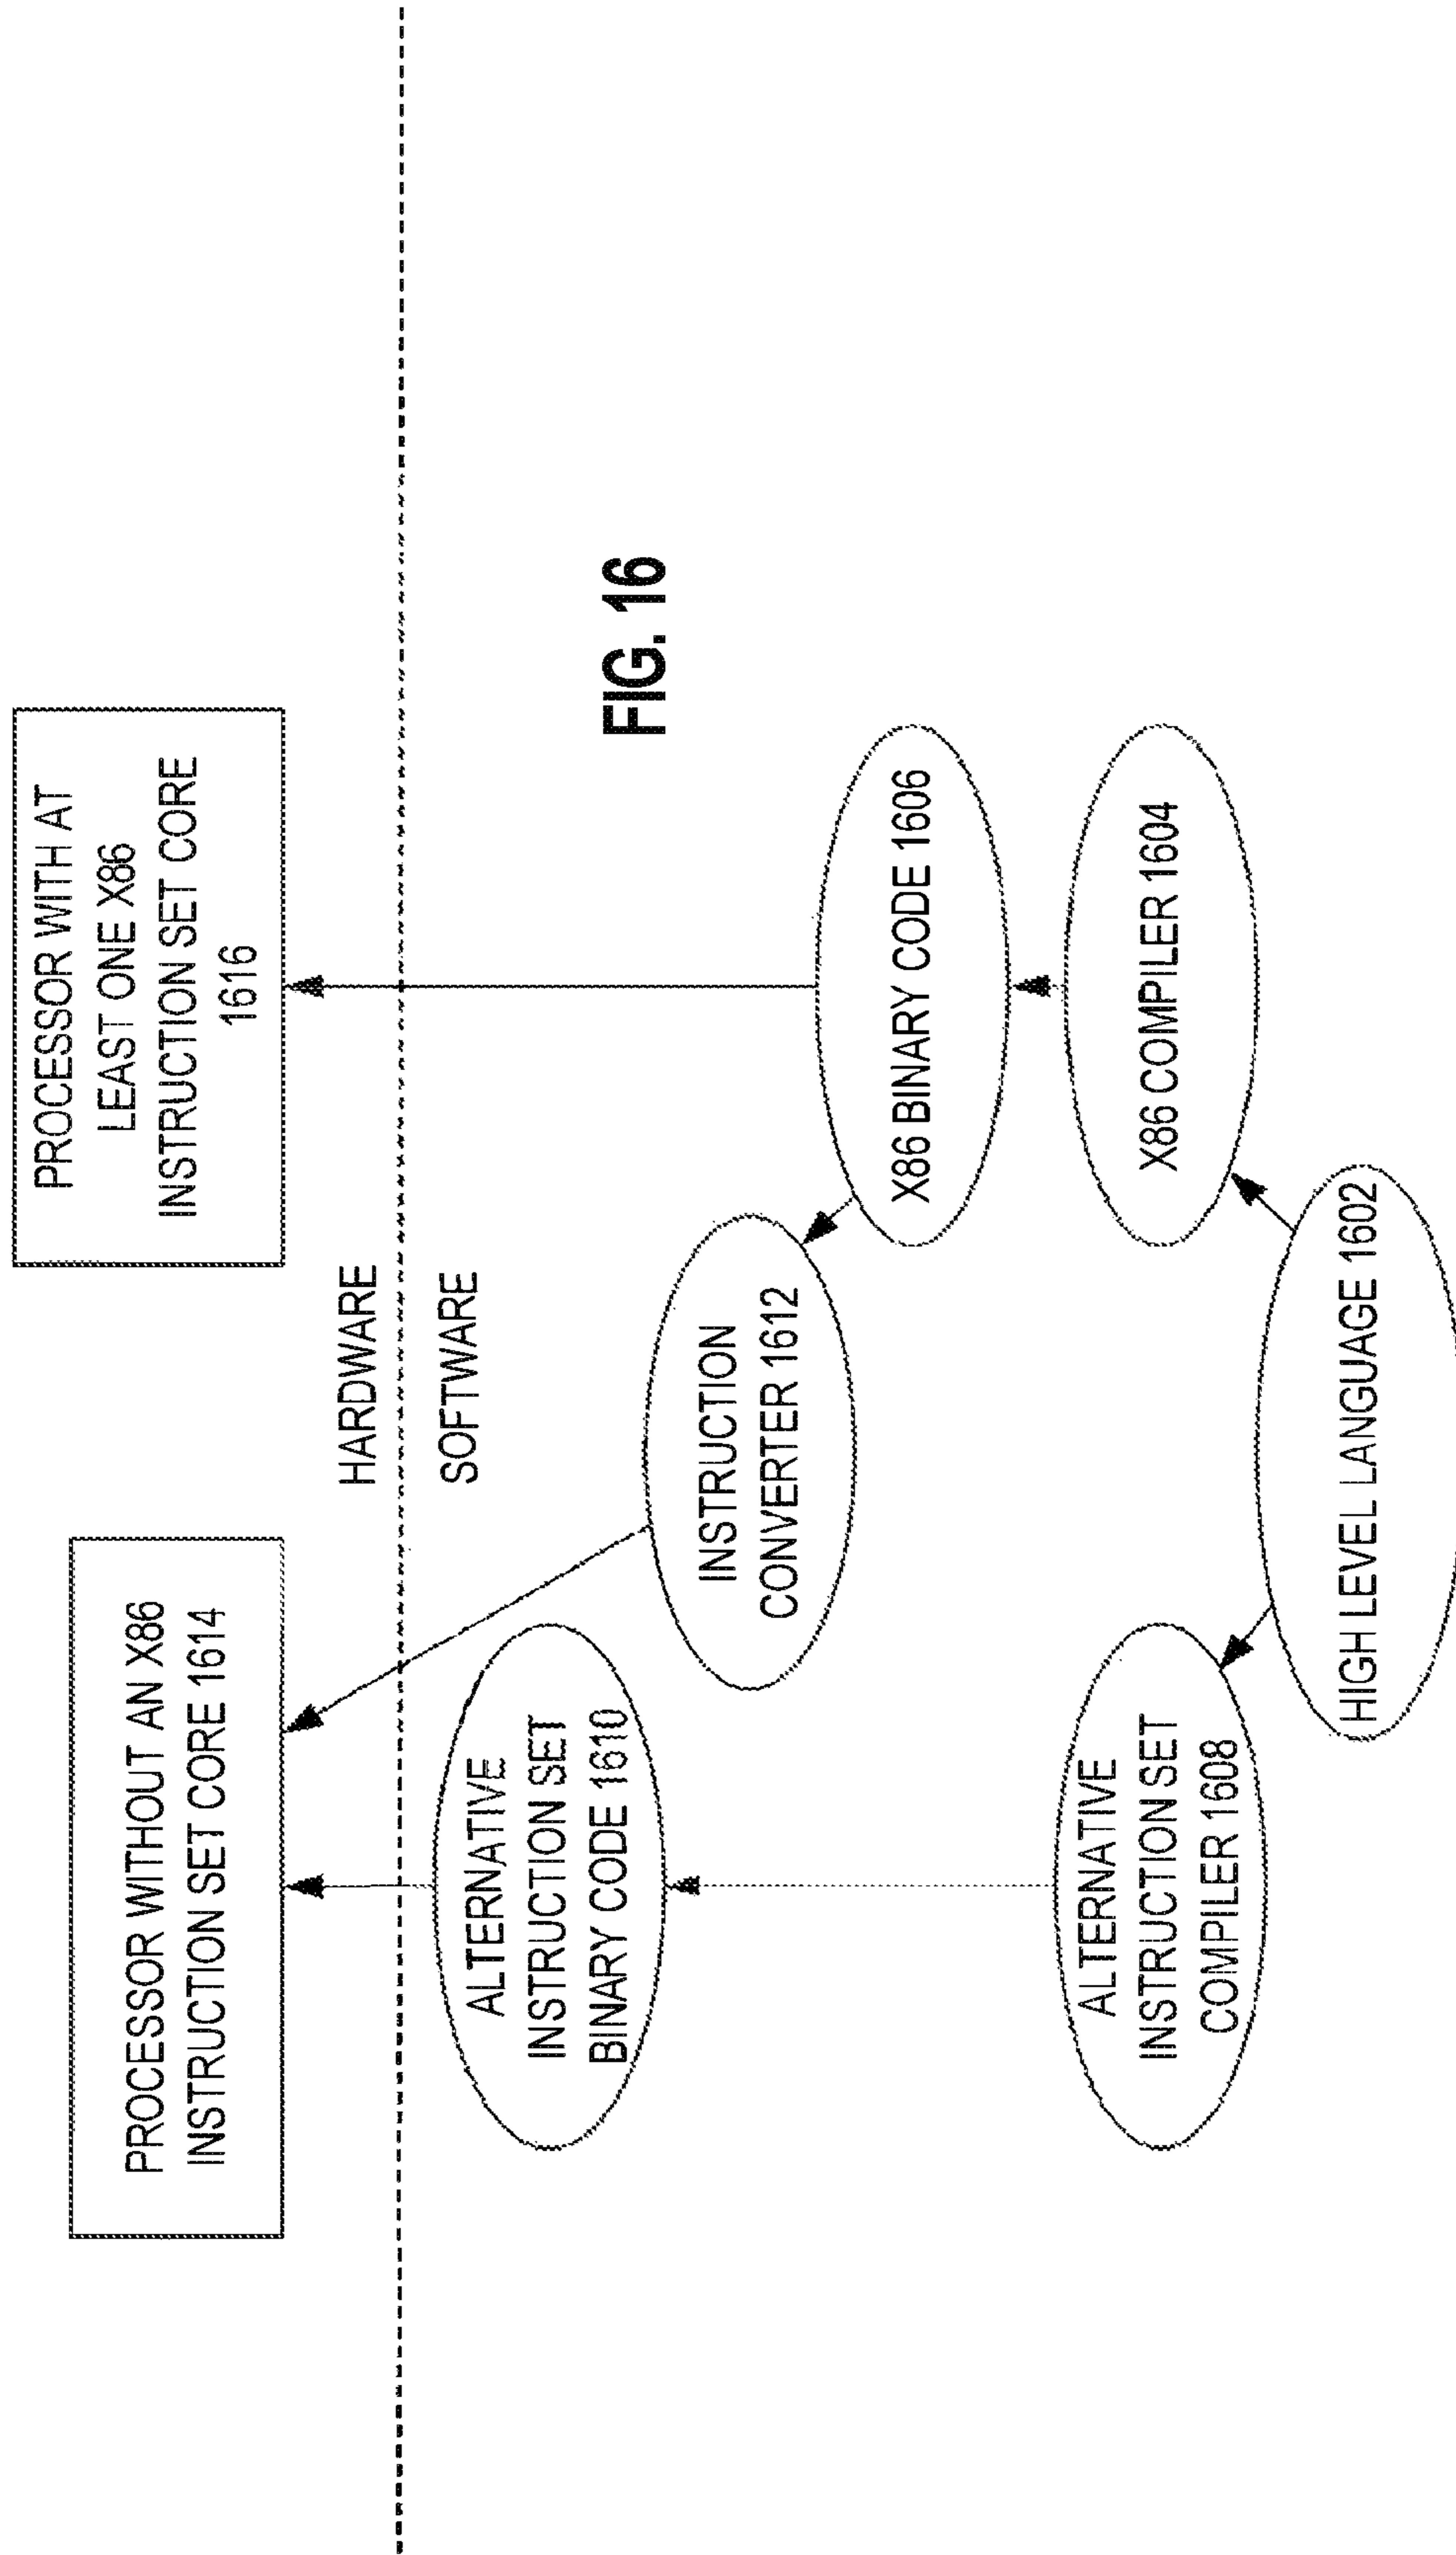 PROCESSOR WITHOUT AN X86
INSTRUCTION SET CORE 1614
PROCESSOR WITH AT
LEAST ONE X86
INSTRUCTION SET CORE
1616
HARDWARE
SOFTWARE
ALTERNATIVE
INSTRUCTION SET
BINARY CODE 1610
INSTRUCTION
CONVERTER 1612
FIG. 16
X86 BINARY CODE 1606
ALTERNATIVE
INSTRUCTION SET
COMPILER 1608
X86 COMPILER 1604
HIGH LEVEL LANGUAGE 1602